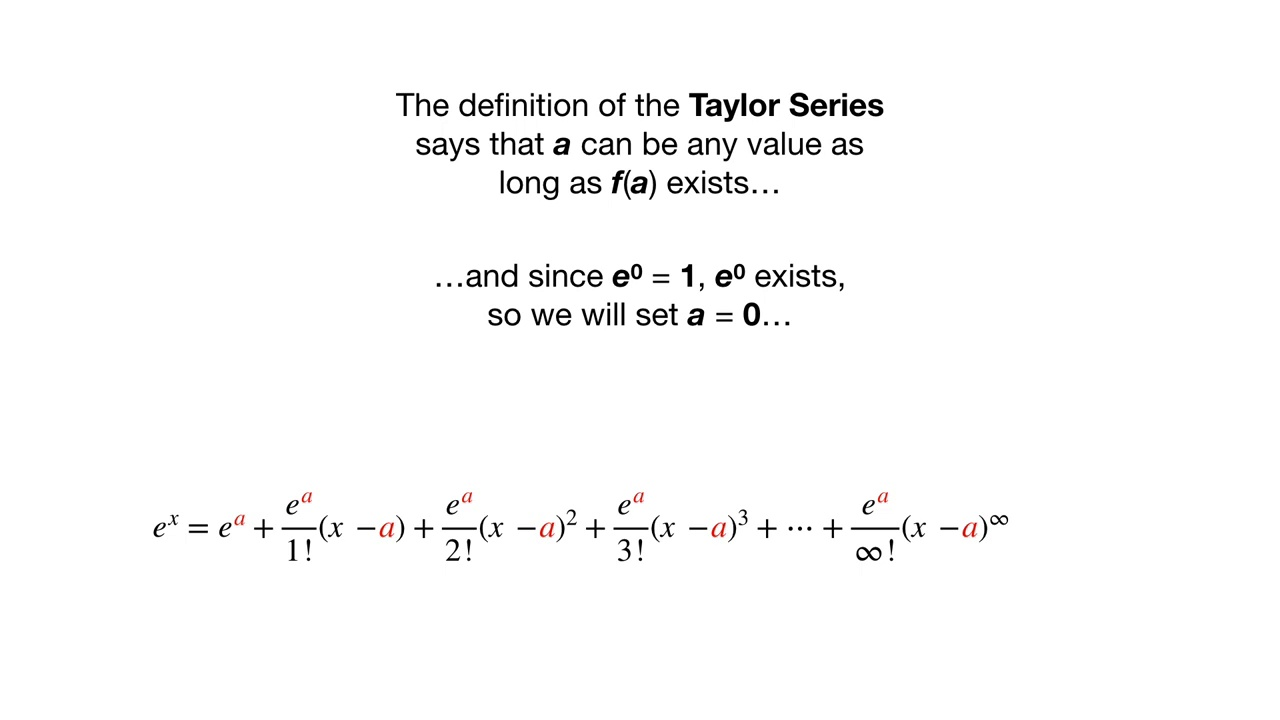 The definition of the Taylor Series
says that a can be any value as
long as f(a) exists…
…and since e⁰ = 1, e⁰ exists,
so we will set a = 0…
eˣ = eᵃ + eᵃ/1! (x − a) + eᵃ/2! (x − a)² + eᵃ/3! (x − a)³ + ⋯ + eᵃ/∞! (x − a)^∞